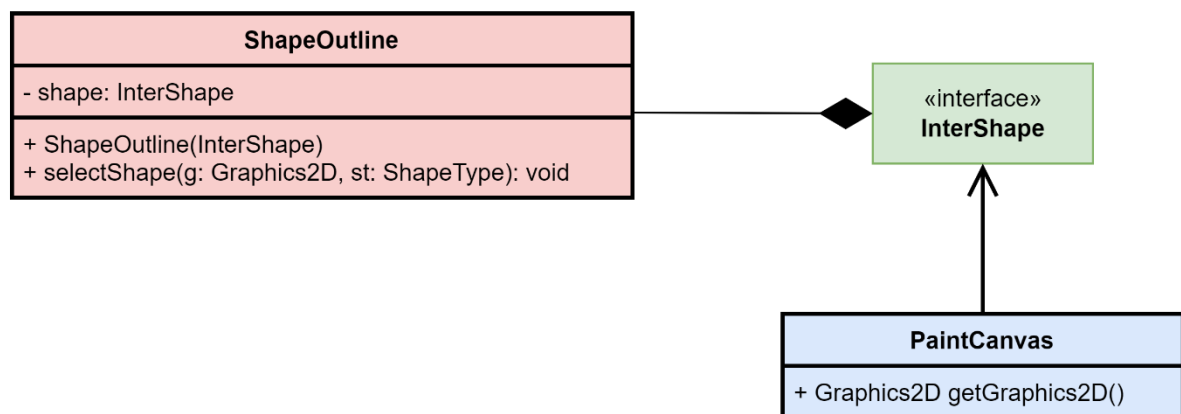 ShapeOutline
- shape: InterShape
+ ShapeOutline(InterShape)
+ selectShape(g: Graphics2D, st: ShapeType): void
«interface»
InterShape
PaintCanvas
+ Graphics2D getGraphics2D()